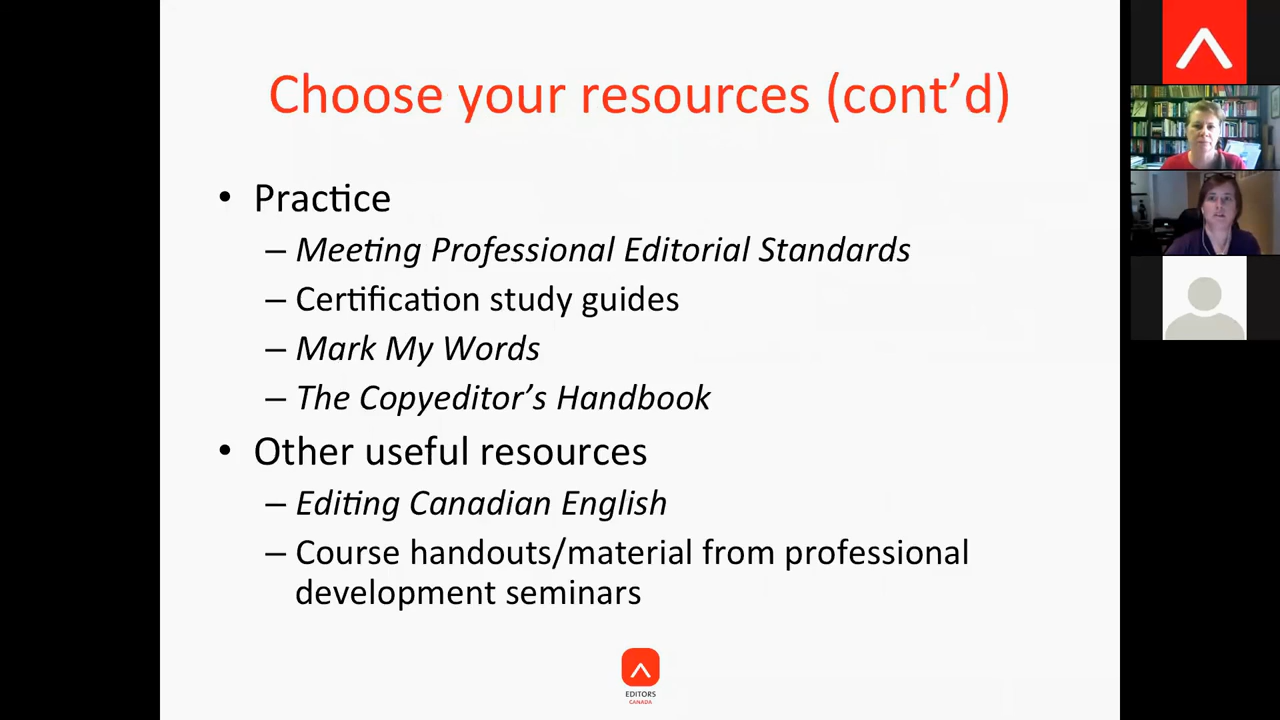 Choose your resources (cont’d)
• Practice
– Meeting Professional Editorial Standards
– Certification study guides
– Mark My Words
– The Copyeditor’s Handbook
• Other useful resources
– Editing Canadian English
– Course handouts/material from professional
development seminars
EDITORS
CANADA